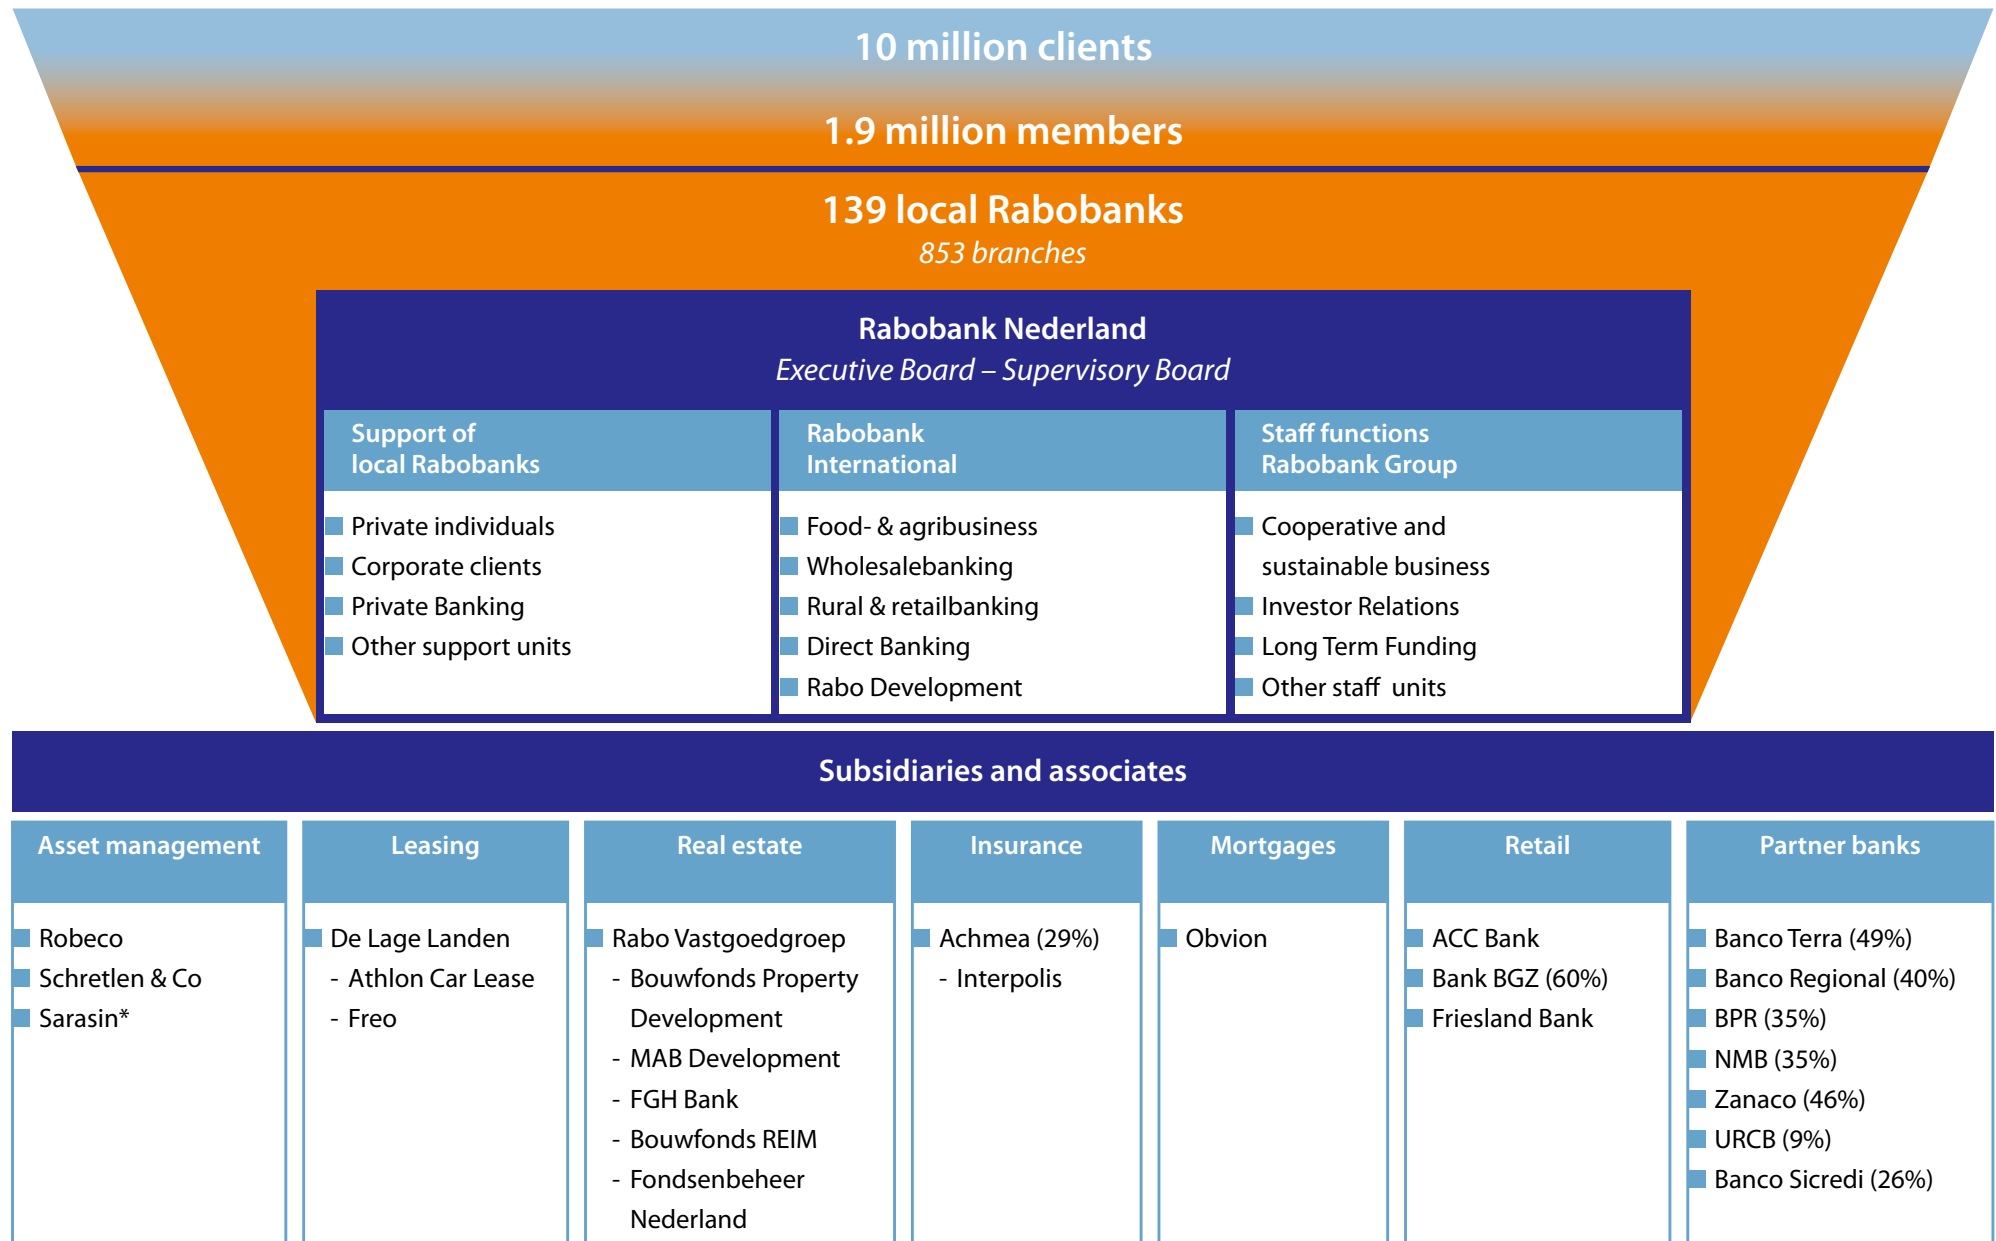 10 million clients
1.9 million members
139 local Rabobanks
853 branches
Rabobank Nederland
Executive Board – Supervisory Board
Support of
local Rabobanks
Private individuals
Corporate clients
Private Banking
Other support units
Rabobank
International
Food- & agribusiness
Wholesalebanking
Rural & retailbanking
Direct Banking
Rabo Development
Staff functions
Rabobank Group
Cooperative and
sustainable business
Investor Relations
Long Term Funding
Other staff units
Subsidiaries and associates
Asset management
Robeco
Schretlen & Co
Sarasin*
Leasing
De Lage Landen
- Athlon Car Lease
- Freo
Real estate
Rabo Vastgoedgroep
- Bouwfonds Property
Development
- MAB Development
- FGH Bank
- Bouwfonds REIM
- Fondsenbeheer
Nederland
Insurance
Achmea (29%)
- Interpolis
Mortgages
Obvion
Retail
ACC Bank
Bank BGZ (60%)
Friesland Bank
Partner banks
Banco Terra (49%)
Banco Regional (40%)
BPR (35%)
NMB (35%)
Zanaco (46%)
URCB (9%)
Banco Sicredi (26%)